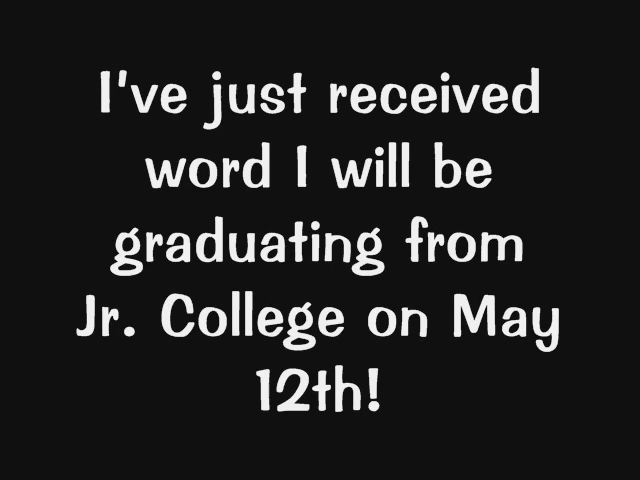 I've just received
word I will be
graduating from
Jr. College on May
12th!